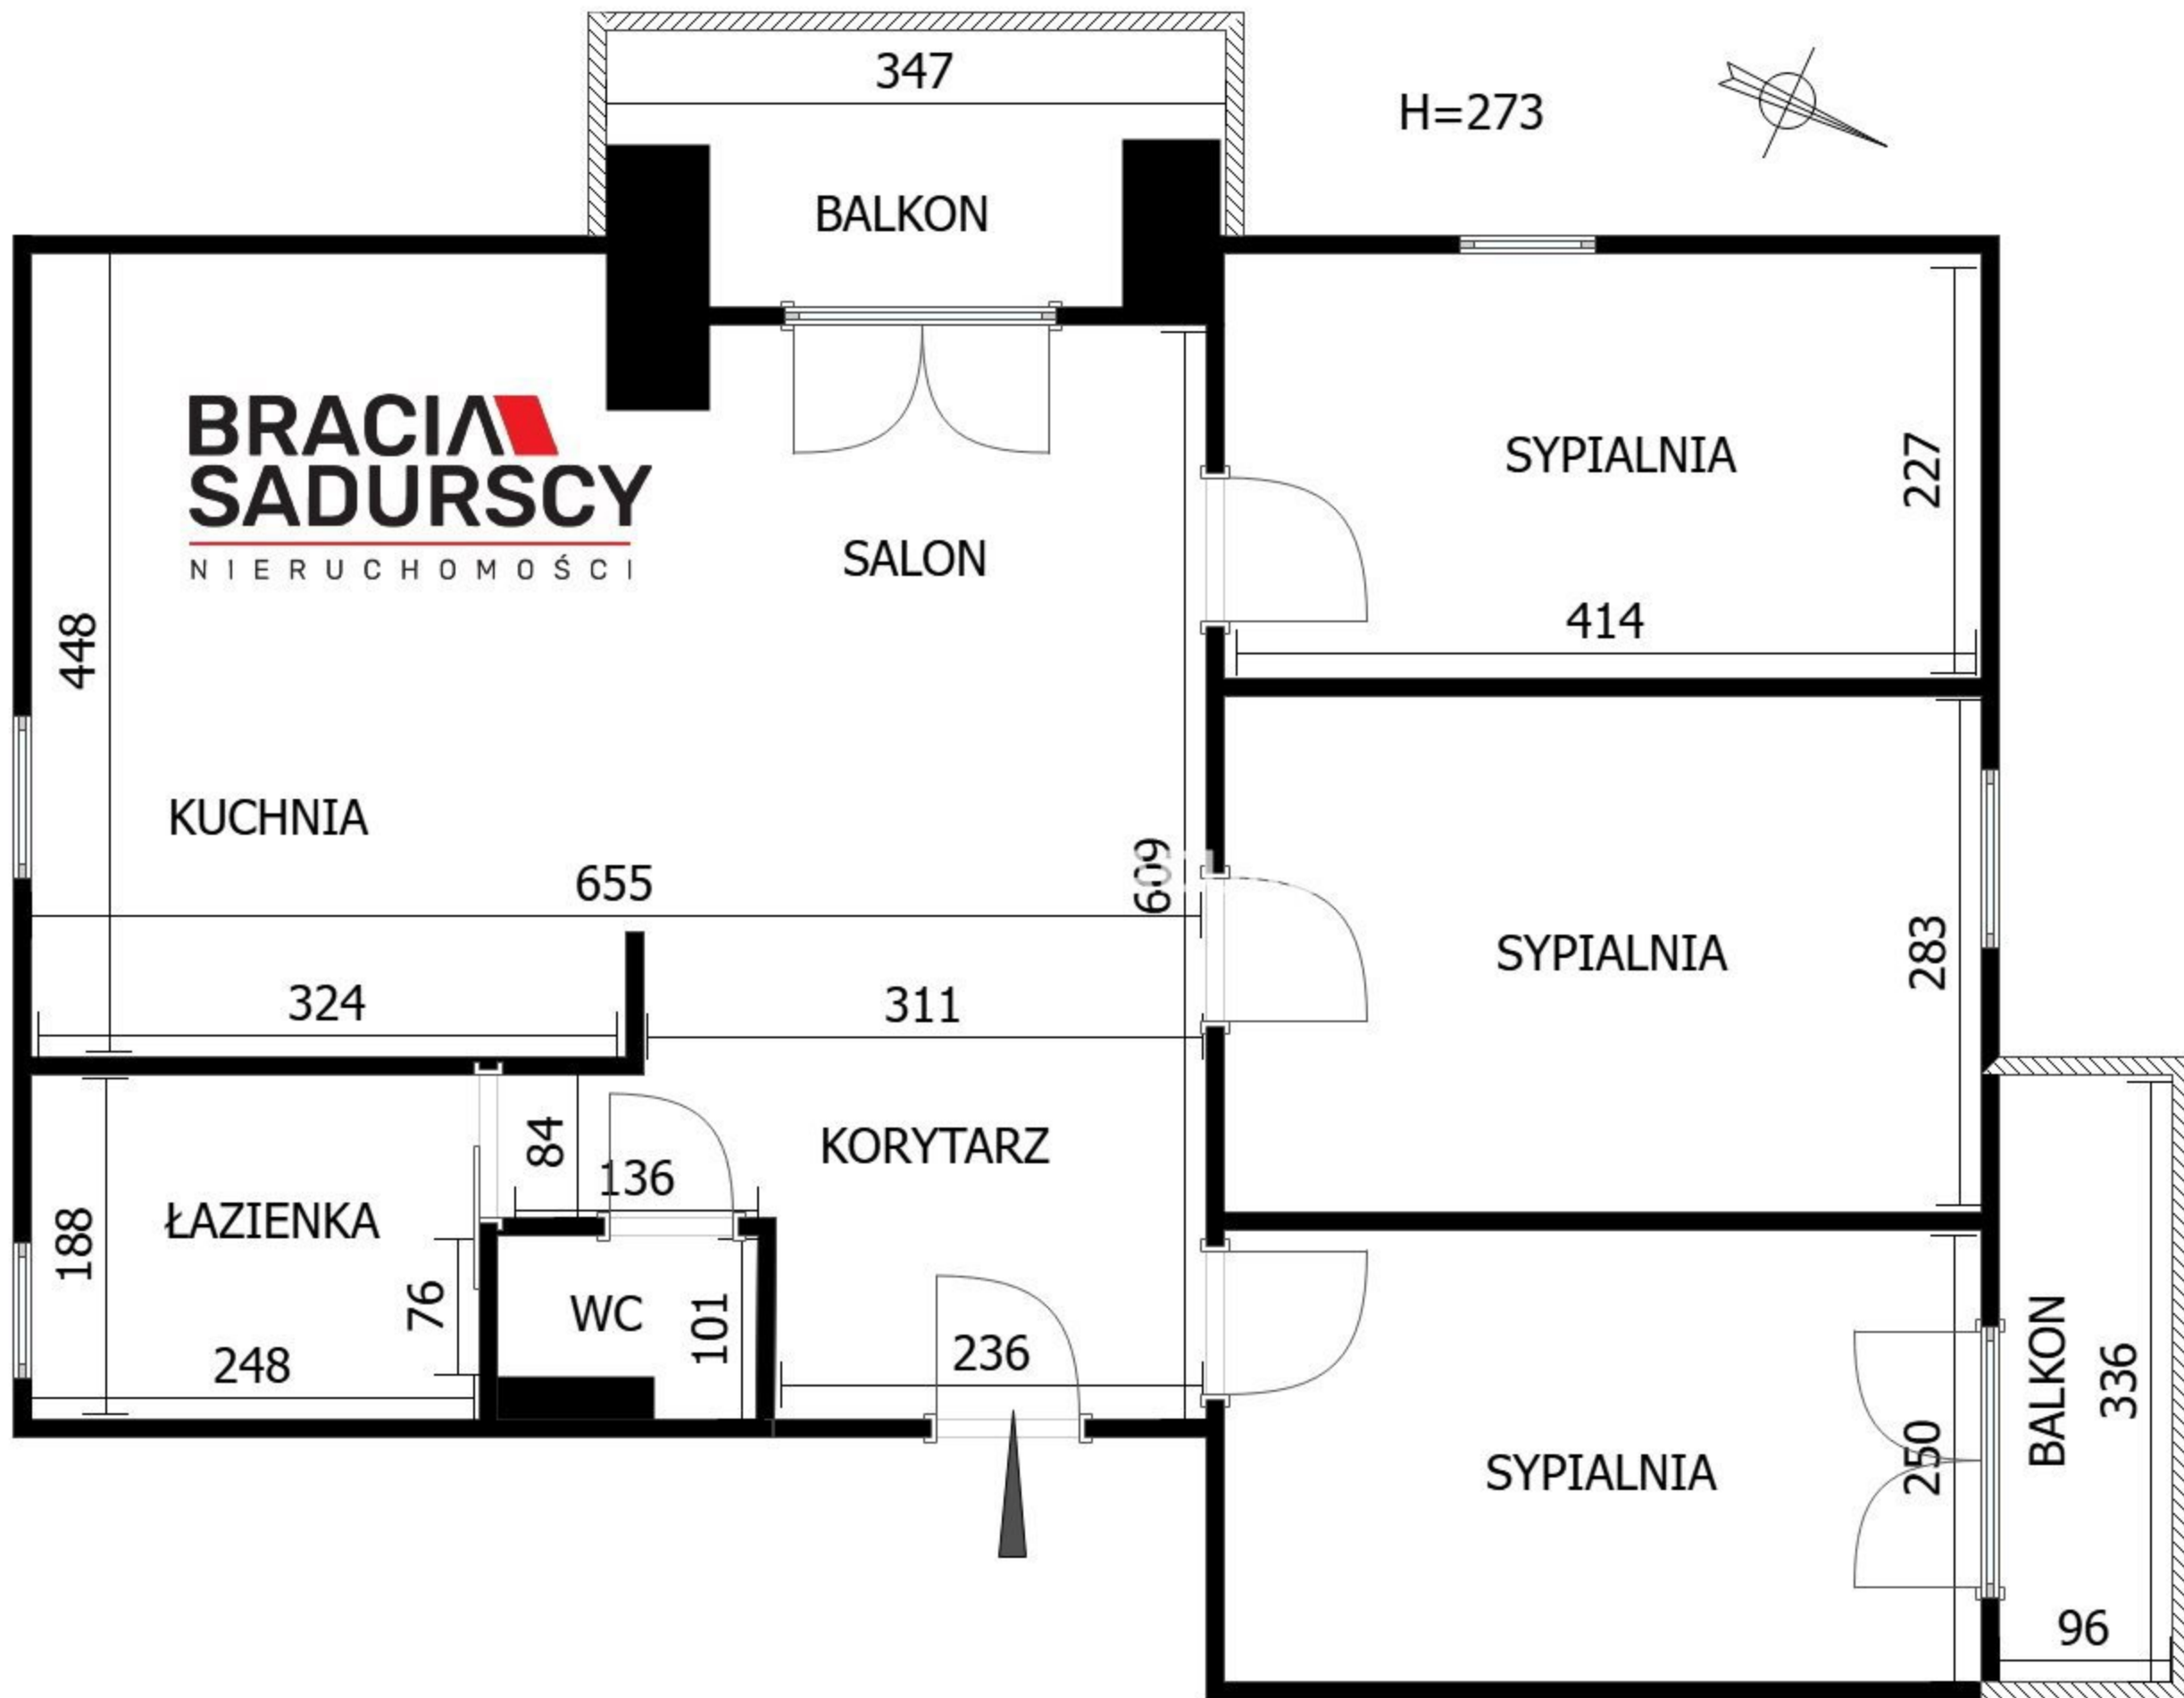 347
H=273
BALKON
BRACIA
SADURSCY
NIERUCHOMOŚCI
SYPIALNIA
227
SALON
414
448
KUCHNIA
655
609
SYPIALNIA
283
324
311
84
136
KORYTARZ
ŁAZIENKA
188
76
WC
101
236
248
SYPIALNIA
250
BALKON
336
96